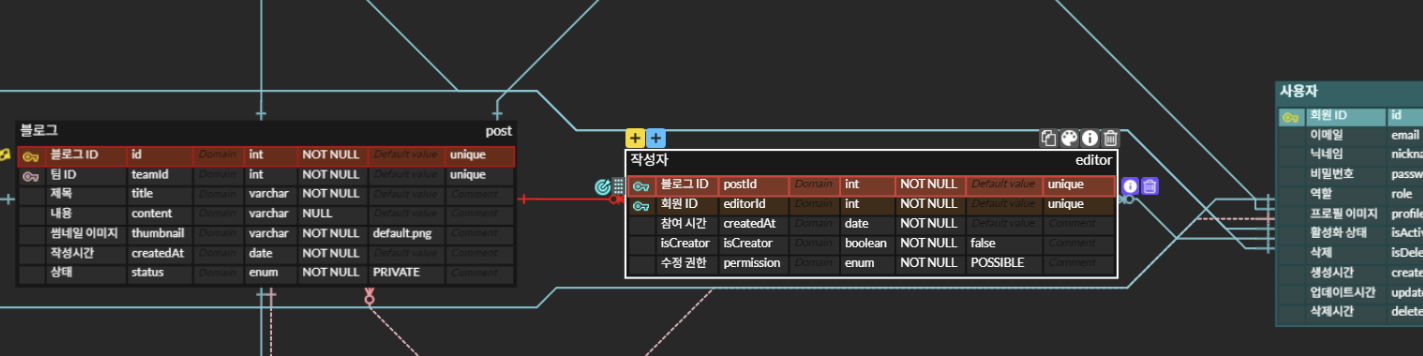 블로그 post
블로그 ID id Domain int NOT NULL Default value unique
팀 ID teamId Domain int NOT NULL Default value unique
제목 title Domain varchar NOT NULL Default value Comment
내용 content Domain varchar NULL Default value Comment
썸네일 이미지 thumbnail Domain varchar NOT NULL default.png Comment
작성시간 createdAt Domain date NOT NULL Default value Comment
상태 status Domain enum NOT NULL PRIVATE Comment
작성자 editor
블로그 ID postId Domain int NOT NULL Default value unique
회원 ID editorId Domain int NOT NULL Default value unique
참여 시간 createdAt Domain date NOT NULL Default value Comment
isCreator isCreator Domain boolean NOT NULL false Comment
수정 권한 permission Domain enum NOT NULL POSSIBLE Comment
사용자
회원 ID id
이메일 email
닉네임 nickna
비밀번호 passw
역할 role
프로필 이미지 profile
활성화 상태 isActiv
삭제 isDele
생성시간 create
업데이트시간 update
삭제시간 delete